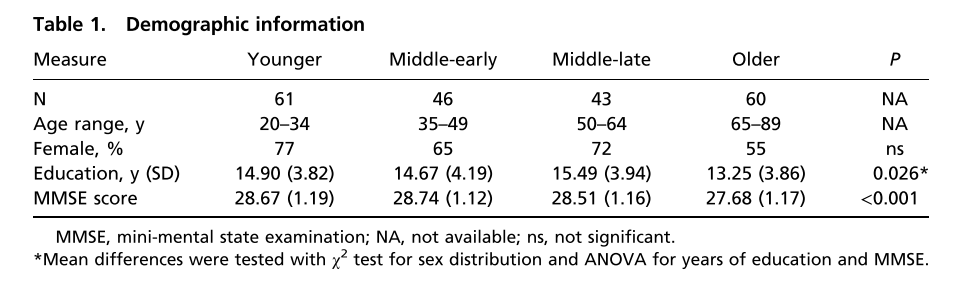 Table 1. Demographic information
Measure Younger Middle-early Middle-late Older P
N 61 46 43 60 NA
Age range, y 20–34 35–49 50–64 65–89 NA
Female, % 77 65 72 55 ns
Education, y (SD) 14.90 (3.82) 14.67 (4.19) 15.49 (3.94) 13.25 (3.86) 0.026*
MMSE score 28.67 (1.19) 28.74 (1.12) 28.51 (1.16) 27.68 (1.17) <0.001
MMSE, mini-mental state examination; NA, not available; ns, not significant.
*Mean differences were tested with χ² test for sex distribution and ANOVA for years of education and MMSE.